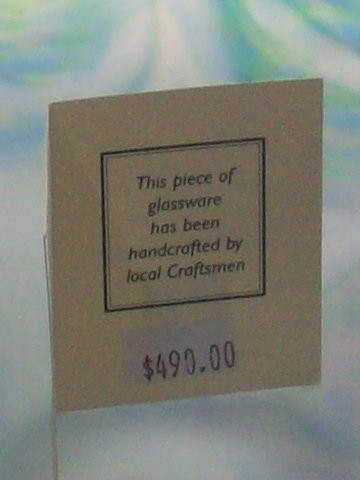 This piece of
glassware
has been
handcrafted by
local Craftsmen
$490.00